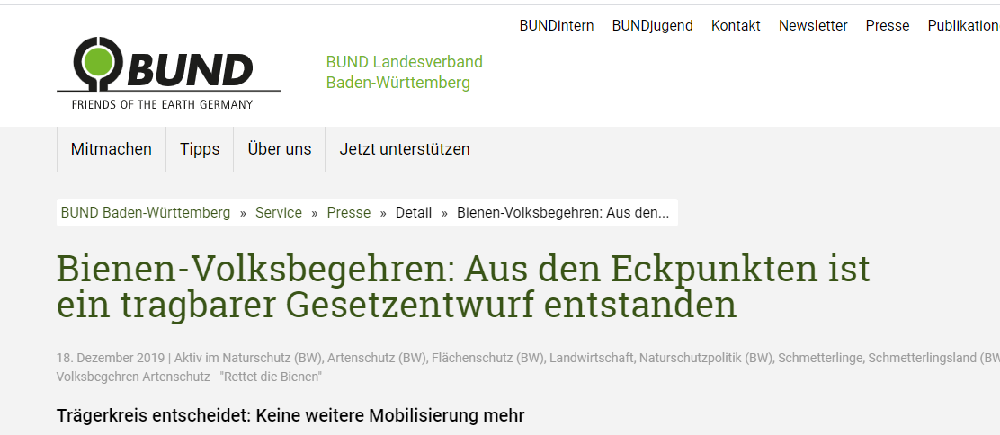 BUNDintern BUNDjugend Kontakt Newsletter Presse Publikation
BUND
FRIENDS OF THE EARTH GERMANY
BUND Landesverband
Baden-Württemberg
Mitmachen Tipps Über uns Jetzt unterstützen
BUND Baden-Württemberg » Service » Presse » Detail » Bienen-Volksbegehren: Aus den...
Bienen-Volksbegehren: Aus den Eckpunkten ist
ein tragbarer Gesetzentwurf entstanden
18. Dezember 2019 | Aktiv im Naturschutz (BW), Artenschutz (BW), Flächenschutz (BW), Landwirtschaft, Naturschutzpolitik (BW), Schmetterlinge, Schmetterlingsland (BW
Volksbegehren Artenschutz - "Rettet die Bienen"
Trägerkreis entscheidet: Keine weitere Mobilisierung mehr